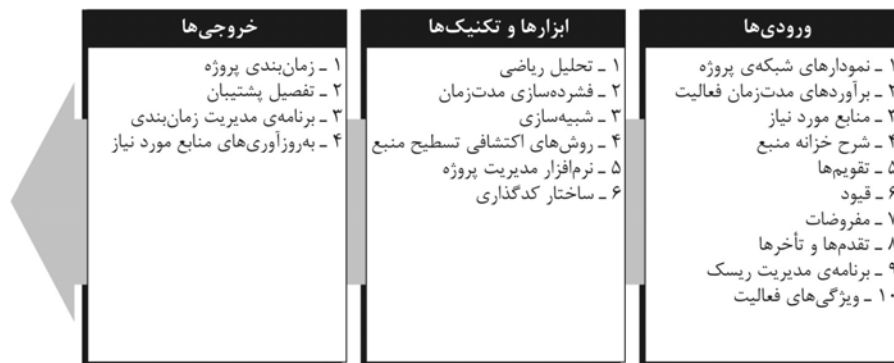 ورودی‌ها
۱ ـ نمودارهای شبکه‌ی پروژه
۲ ـ برآوردهای مدت‌زمان فعالیت
۳ ـ منابع مورد نیاز
۴ ـ شرح خزانه منبع
۵ ـ تقویم‌ها
۶ ـ قیود
۷ ـ مفروضات
۸ ـ تقدم‌ها و تأخرها
۹ ـ برنامه‌ی مدیریت ریسک
۱۰ ـ ویژگی‌های فعالیت
ابزارها و تکنیک‌ها
۱ ـ تحلیل ریاضی
۲ ـ فشرده‌سازی مدت‌زمان
۳ ـ شبیه‌سازی
۴ ـ روش‌های اکتشافی تسطیح منبع
۵ ـ نرم‌افزار مدیریت پروژه
۶ ـ ساختار کدگذاری
خروجی‌ها
۱ ـ زمان‌بندی پروژه
۲ ـ تفصیل پشتیبان
۳ ـ برنامه‌ی مدیریت زمان‌بندی
۴ ـ به‌روزآوری‌های منابع مورد نیاز